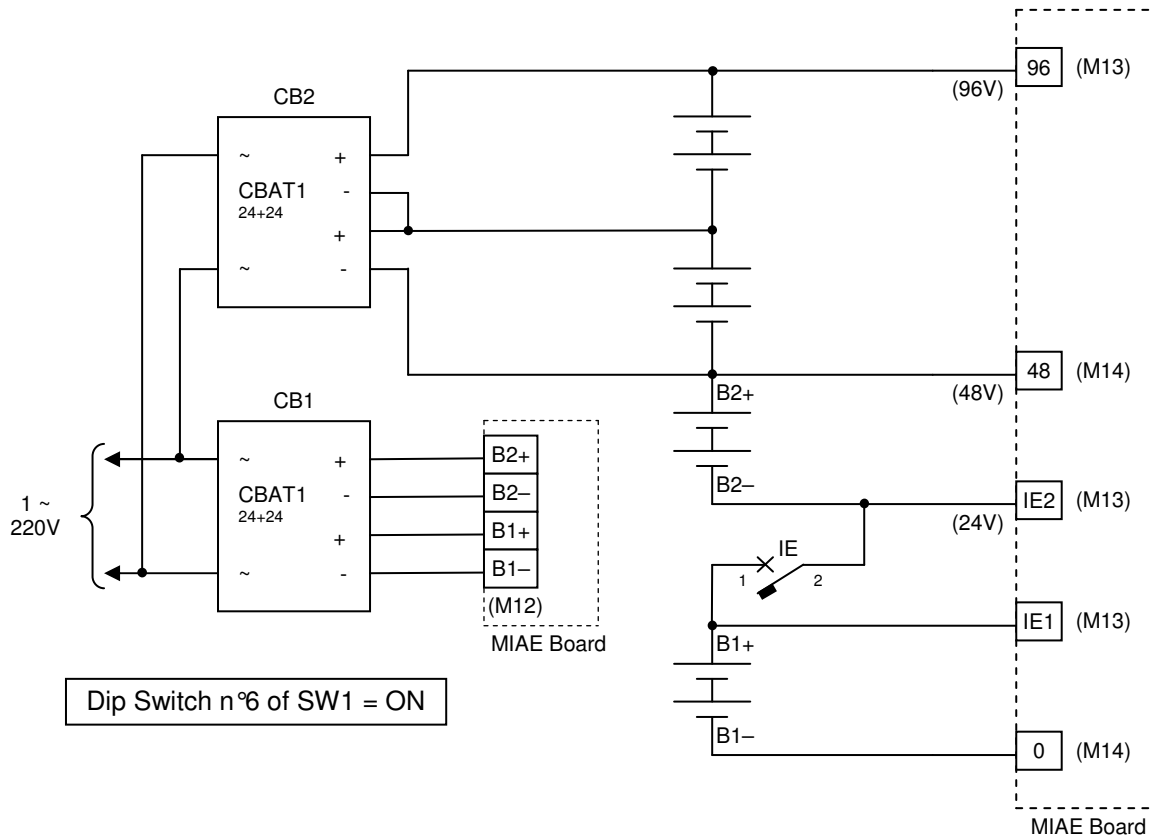 96 (M13)
(96V)
CB2
~ +
CBAT1 -
24+24
+
~ -
48 (M14)
(48V)
CB1
B2+
~ + B2+
CBAT1 - B2–
24+24
+ B1+
~ - B1–
(M12)
MIAE Board
1 ~
220V
B2–
IE2 (M13)
(24V)
IE
1 2
IE1 (M13)
B1+
Dip Switch n°6 of SW1 = ON
B1–
0 (M14)
MIAE Board